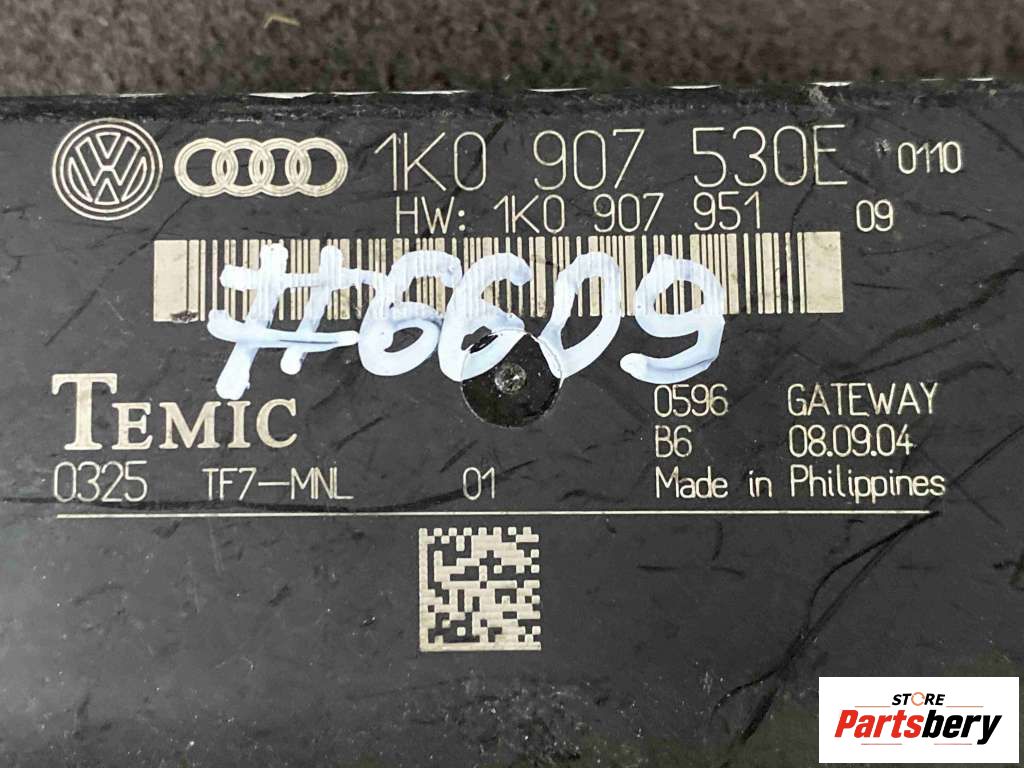 1K0 907 530E 0110
HW: 1K0 907 951 09
#6609
TEMIC
0596 GATEWAY
B6 08.09.04
0325 TF7-MNL 01 Made in Philippines
STORE
Partsbery